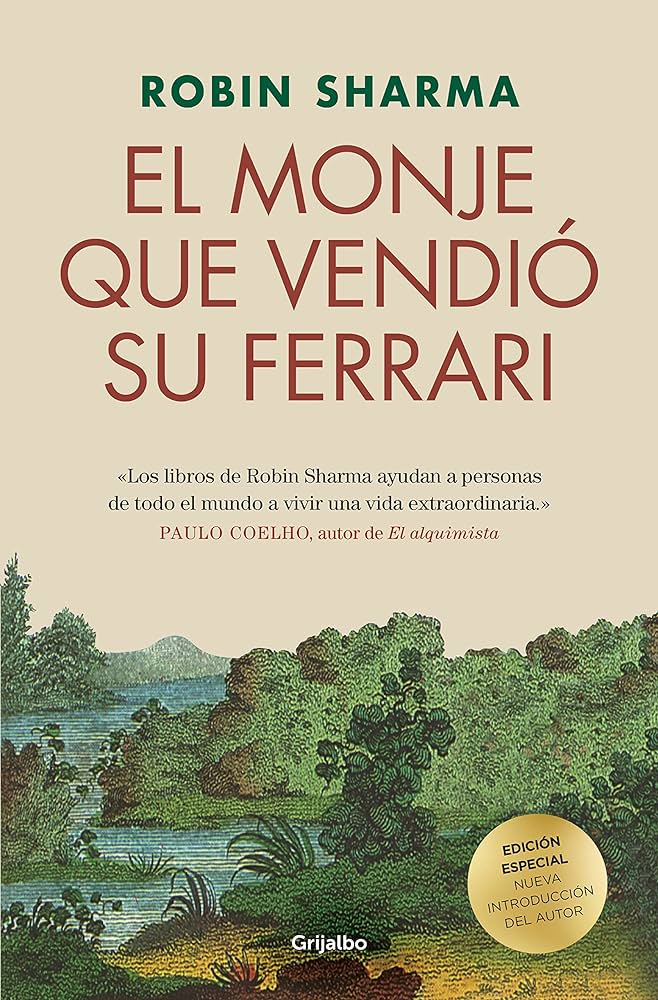 ROBIN SHARMA
EL MONJE
QUE VENDIÓ
SU FERRARI
«Los libros de Robin Sharma ayudan a personas
de todo el mundo a vivir una vida extraordinaria.»
PAULO COELHO, autor de El alquimista
EDICIÓN
ESPECIAL
NUEVA
INTRODUCCIÓN
DEL AUTOR
Grijalbo